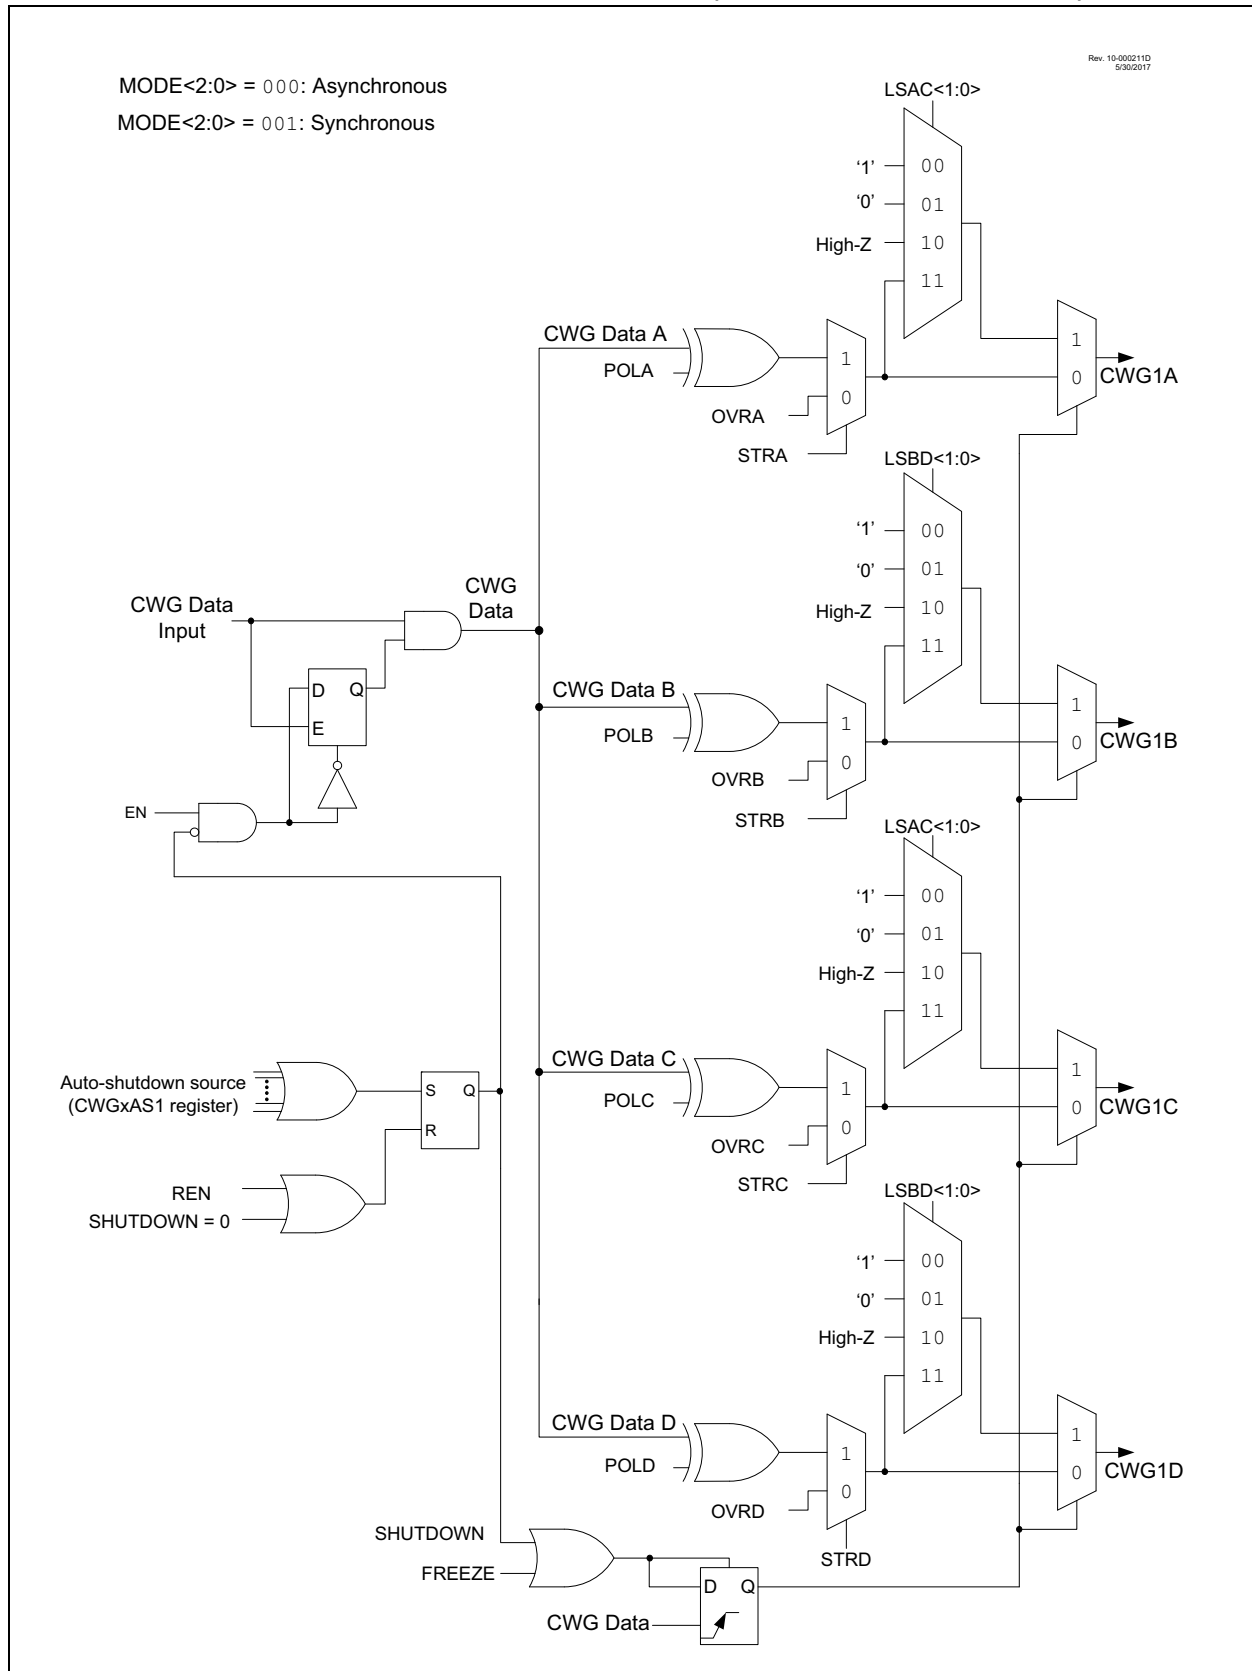 Rev. 10-000211D
5/30/2017
MODE<2:0> = 000: Asynchronous
MODE<2:0> = 001: Synchronous
LSAC<1:0>
‘1’
00
‘0’
01
High-Z
10
11
CWG Data A
POLA
1
0
OVRA
STRA
1
0
CWG1A
LSBD<1:0>
‘1’
00
‘0’
01
High-Z
10
11
CWG Data Input
CWG Data
D
Q
E
EN
CWG Data B
POLB
1
0
OVRB
STRB
1
0
CWG1B
LSAC<1:0>
‘1’
00
‘0’
01
High-Z
10
11
CWG Data C
POLC
1
0
OVRC
STRC
1
0
CWG1C
Auto-shutdown source
(CWGxAS1 register)
S
Q
R
REN
SHUTDOWN = 0
LSBD<1:0>
‘1’
00
‘0’
01
High-Z
10
11
CWG Data D
POLD
1
0
OVRD
STRD
1
0
CWG1D
SHUTDOWN
FREEZE
D
Q
CWG Data